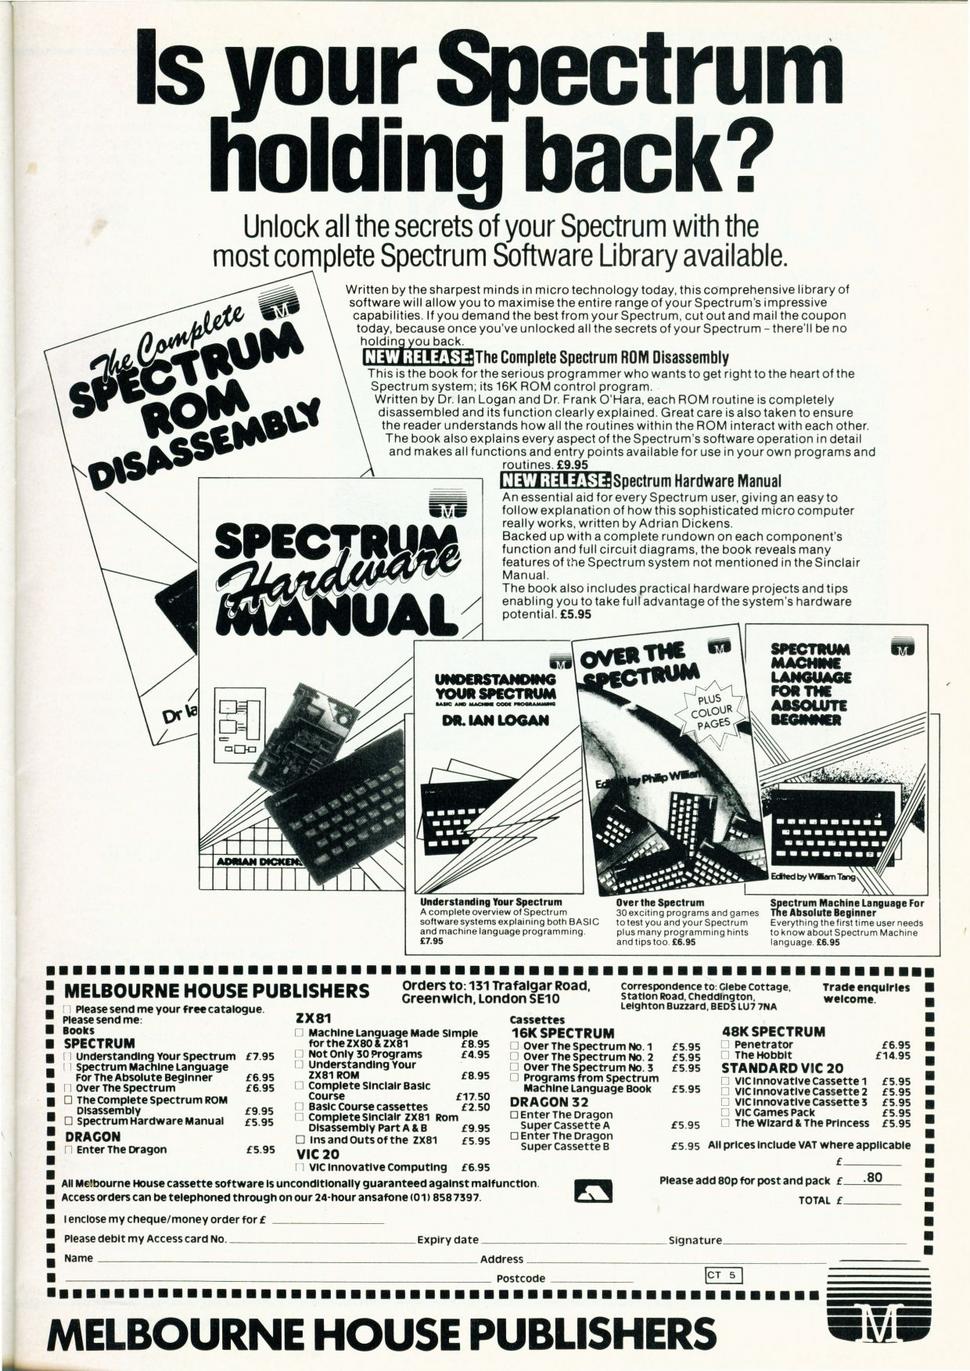 Is your Spectrum
holding back?
Unlock all the secrets of your Spectrum with the
most complete Spectrum Software Library available.
Written by the sharpest minds in micro technology today, this comprehensive library of
software will allow you to maximise the entire range of your Spectrum's impressive
capabilities. If you demand the best from your Spectrum, cut out and mail the coupon
today, because once you've unlocked all the secrets of your Spectrum – there'll be no
holding you back.
NEW RELEASE: The Complete Spectrum ROM Disassembly
This is the book for the serious programmer who wants to get right to the heart of the
Spectrum system; its 16K ROM control program.
Written by Dr. Ian Logan and Dr. Frank O'Hara, each ROM routine is completely
disassembled and its function clearly explained. Great care is also taken to ensure
the reader understands how all the routines within the ROM interact with each other.
The book also explains every aspect of the Spectrum's software operation in detail
and makes all functions and entry points available for use in your own programs and
routines. £9.95
NEW RELEASE: Spectrum Hardware Manual
An essential aid for every Spectrum user, giving an easy to
follow explanation of how this sophisticated micro computer
really works, written by Adrian Dickens.
Backed up with a complete rundown on each component's
function and full circuit diagrams, the book reveals many
features of the Spectrum system not mentioned in the Sinclair
Manual.
The book also includes practical hardware projects and tips
enabling you to take full advantage of the system's hardware
potential. £5.95
M
The Complete
SPECTRUM
ROM
DISASSEMBLY
Dr Ia
M
SPECTRUM
Hardware
MANUAL
ADRIAN DICKENS
M
UNDERSTANDING
YOUR SPECTRUM
BASIC AND MACHINE CODE PROGRAMMING
DR. IAN LOGAN
M
OVER THE
SPECTRUM
PLUS
COLOUR
PAGES
Edited by Philip William
M
SPECTRUM
MACHINE
LANGUAGE
FOR THE
ABSOLUTE
BEGINNER
Edited by William Tang
Understanding Your Spectrum
A complete overview of Spectrum
software systems explaining both BASIC
and machine language programming.
£7.95
Over the Spectrum
30 exciting programs and games
to test you and your Spectrum
plus many programming hints
and tips too. £6.95
Spectrum Machine Language For
The Absolute Beginner
Everything the first time user needs
to know about Spectrum Machine
language. £6.95
MELBOURNE HOUSE PUBLISHERS
Orders to: 131 Trafalgar Road,
Greenwich, London SE10
Correspondence to: Glebe Cottage,
Station Road, Cheddington,
Leighton Buzzard, BEDS LU7 7NA
Trade enquiries
welcome.
Please send me your free catalogue.
Please send me:
Books
SPECTRUM
Understanding Your Spectrum £7.95
Spectrum Machine Language
For The Absolute Beginner £6.95
Over The Spectrum £6.95
The Complete Spectrum ROM
Disassembly £9.95
Spectrum Hardware Manual £5.95
DRAGON
Enter The Dragon £5.95
ZX81
Machine Language Made Simple
for the ZX80 & ZX81 £8.95
Not Only 30 Programs £4.95
Understanding Your
ZX81 ROM £8.95
Complete Sinclair Basic
Course £17.50
Basic Course cassettes £2.50
Complete Sinclair ZX81 Rom
Disassembly Part A & B £9.95
Ins and Outs of the ZX81 £5.95
VIC 20
VIC Innovative Computing £6.95
Cassettes
16K SPECTRUM
Over The Spectrum No. 1 £5.95
Over The Spectrum No. 2 £5.95
Over The Spectrum No. 3 £5.95
Programs from Spectrum
Machine Language Book £5.95
DRAGON 32
Enter The Dragon
Super Cassette A £5.95
Enter The Dragon
Super Cassette B £5.95
48K SPECTRUM
Penetrator £6.95
The Hobbit £14.95
STANDARD VIC 20
VIC Innovative Cassette 1 £5.95
VIC Innovative Cassette 2 £5.95
VIC Innovative Cassette 3 £5.95
VIC Games Pack £5.95
The Wizard & The Princess £5.95
All prices include VAT where applicable
£
Please add 80p for post and pack £ .80
TOTAL £
All Melbourne House cassette software is unconditionally guaranteed against malfunction.
Access orders can be telephoned through on our 24-hour ansafone (01) 858 7397.
I enclose my cheque/money order for £
Please debit my Access card No. Expiry date Signature
Name Address
Postcode
CT 5
MELBOURNE HOUSE PUBLISHERS
M